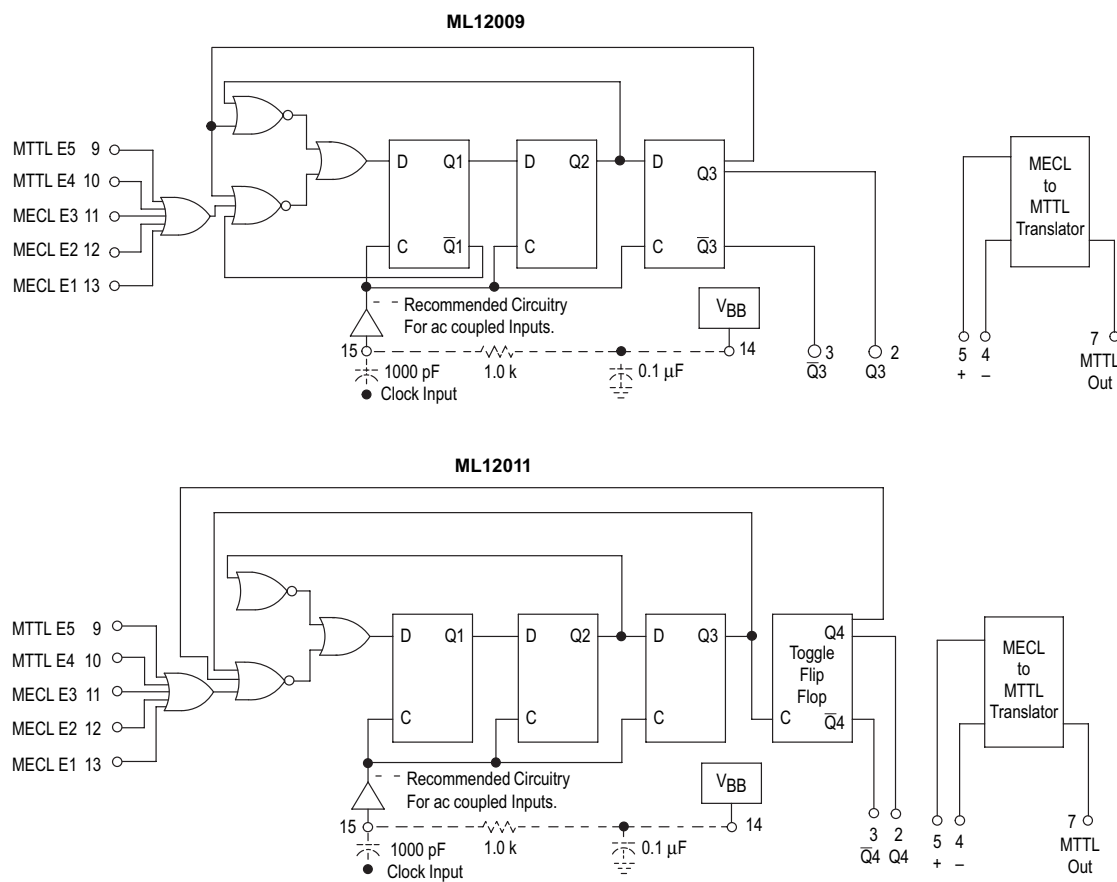 ML12009
MTTL E5 9
MTTL E4 10
MECL E3 11
MECL E2 12
MECL E1 13
D Q1
C Q̅1
D Q2
C
D Q3
C Q̅3
MECL
to
MTTL
Translator
Recommended Circuitry
For ac coupled Inputs.
VBB
15
14
1000 pF
1.0 k
0.1 μF
Clock Input
3
Q̅3
2
Q3
5
+
4
–
7
MTTL
Out
ML12011
MTTL E5 9
MTTL E4 10
MECL E3 11
MECL E2 12
MECL E1 13
D Q1
C
D Q2
C
D Q3
C
Q4
Toggle
Flip
Flop
C Q̅4
MECL
to
MTTL
Translator
Recommended Circuitry
For ac coupled Inputs.
VBB
15
14
1000 pF
1.0 k
0.1 μF
Clock Input
3
Q̅4
2
Q4
5
+
4
–
7
MTTL
Out